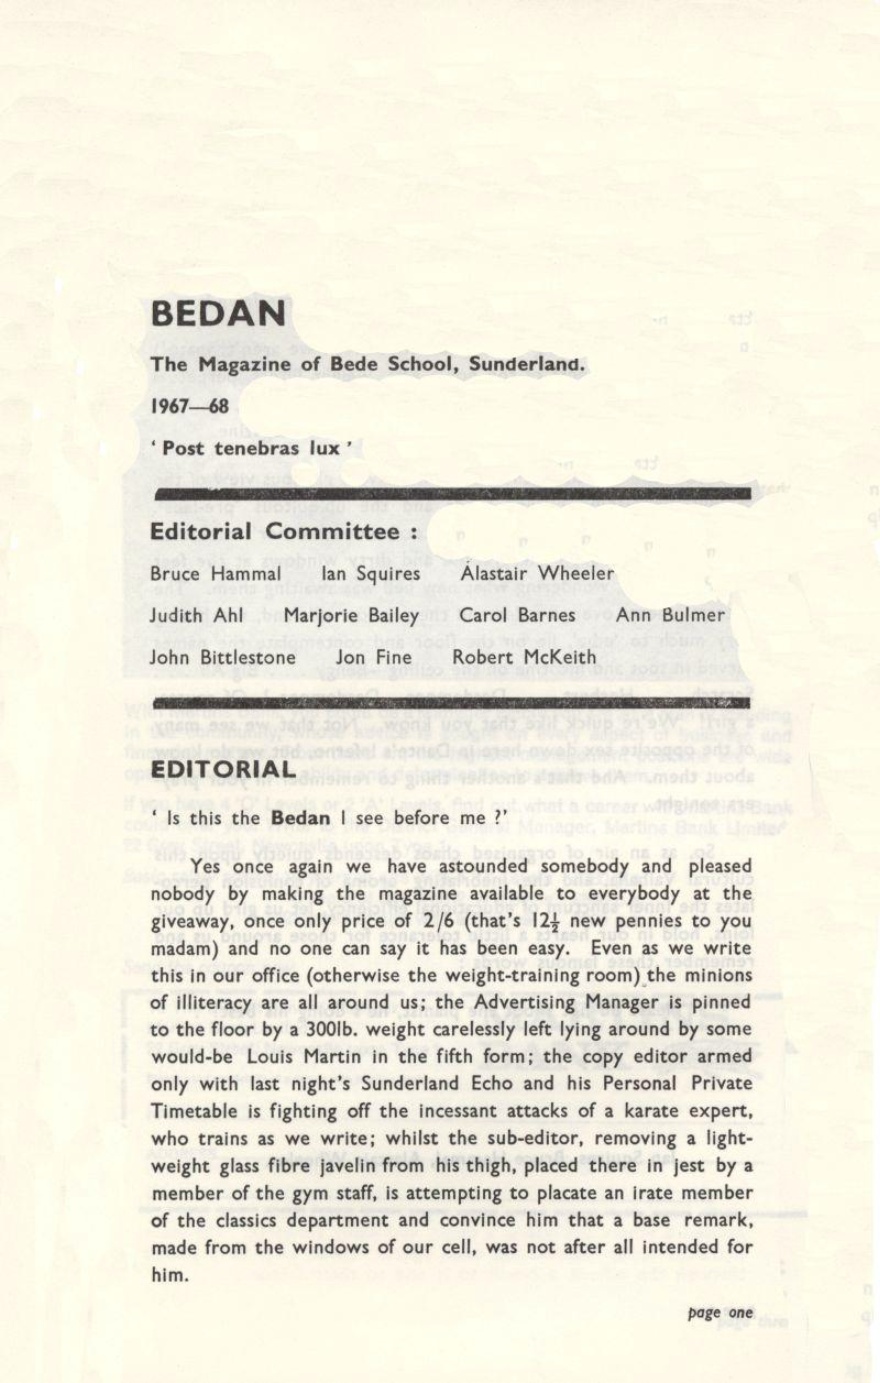 BEDAN
The Magazine of Bede School, Sunderland.
1967—68
‘ Post tenebras lux ’
Editorial Committee :
Bruce Hammal Ian Squires Alastair Wheeler
Judith Ahl Marjorie Bailey Carol Barnes Ann Bulmer
John Bittlestone Jon Fine Robert McKeith
EDITORIAL
‘ Is this the Bedan I see before me ?’
Yes once again we have astounded somebody and pleased
nobody by making the magazine available to everybody at the
giveaway, once only price of 2/6 (that’s 12½ new pennies to you
madam) and no one can say it has been easy. Even as we write
this in our office (otherwise the weight-training room) the minions
of illiteracy are all around us; the Advertising Manager is pinned
to the floor by a 300lb. weight carelessly left lying around by some
would-be Louis Martin in the fifth form; the copy editor armed
only with last night’s Sunderland Echo and his Personal Private
Timetable is fighting off the incessant attacks of a karate expert,
who trains as we write; whilst the sub-editor, removing a light-
weight glass fibre javelin from his thigh, placed there in jest by a
member of the gym staff, is attempting to placate an irate member
of the classics department and convince him that a base remark,
made from the windows of our cell, was not after all intended for
him.
page one